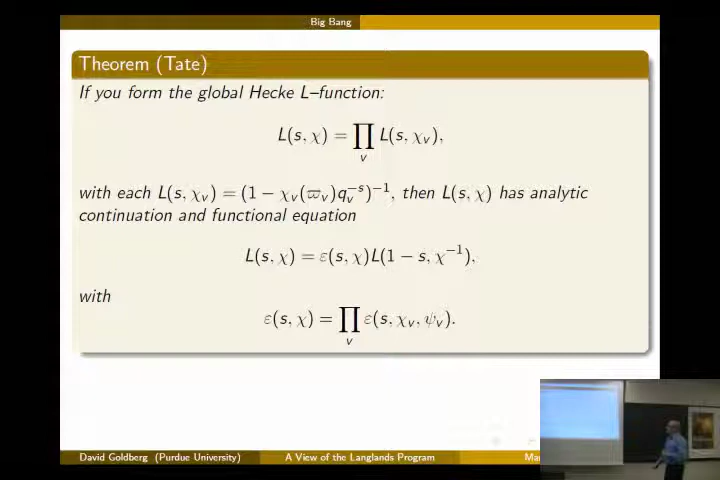 Big Bang
Theorem (Tate)
If you form the global Hecke L–function:
L(s, χ) = ∏_v L(s, χ_v),
with each L(s, χ_v) = (1 − χ_v(ϖ_v)q_v^{−s})^{−1}, then L(s, χ) has analytic
continuation and functional equation
L(s, χ) = ε(s, χ)L(1 − s, χ^{−1}),
with
ε(s, χ) = ∏_v ε(s, χ_v, ψ_v).
David Goldberg (Purdue University) A View of the Langlands Program